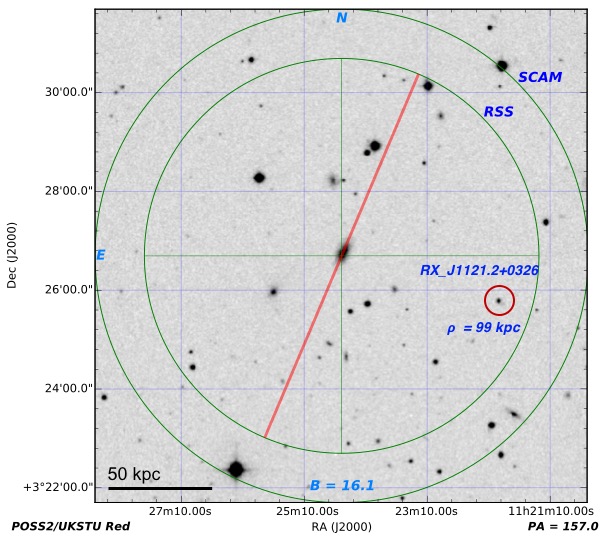 N
SCAM
RSS
30'00.0"
28'00.0"
E
RX_J1121.2+0326
26'00.0"
ρ = 99 kpc
24'00.0"
50 kpc
B = 16.1
+3°22'00.0"
27m10.00s
25m10.00s
23m10.00s
11h21m10.00s
POSS2/UKSTU Red
RA (J2000)
PA = 157.0
Dec (J2000)